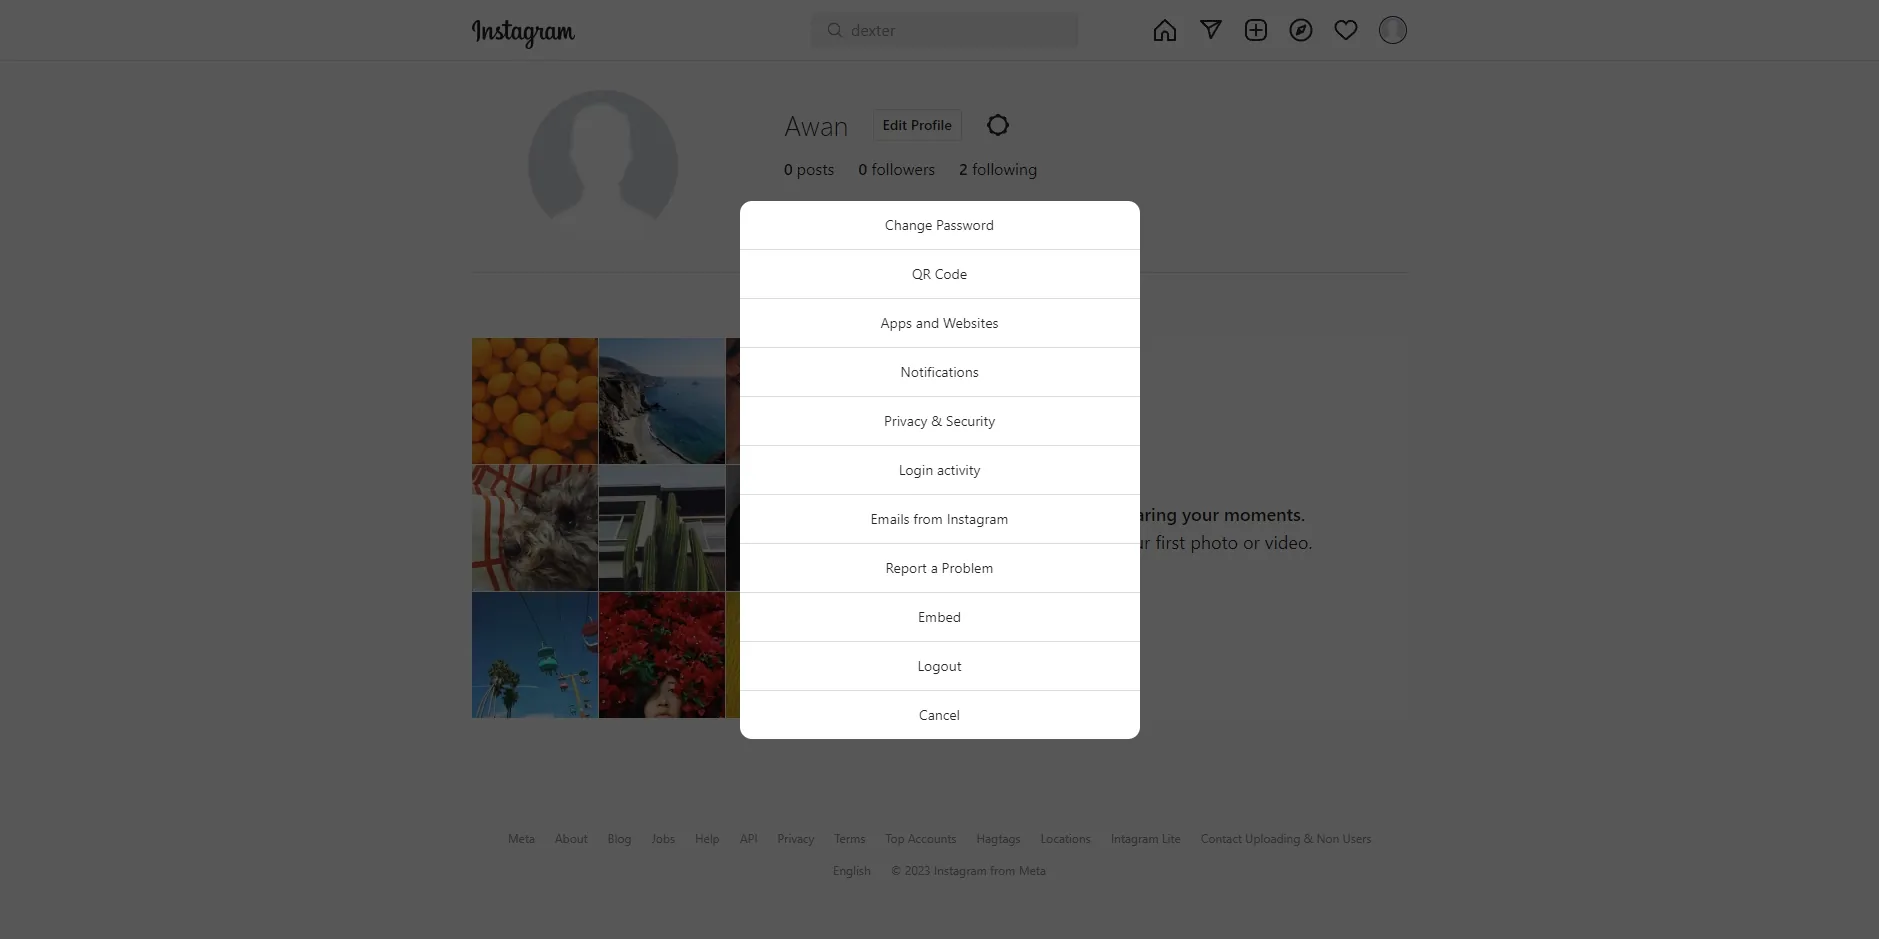 Instagram
dexter
Awan Edit Profile
0 posts 0 followers 2 following
Change Password
QR Code
Apps and Websites
Notifications
Privacy & Security
Login activity
Emails from Instagram
Report a Problem
Embed
Logout
Cancel
aring your moments.
ur first photo or video.
Meta About Blog Jobs Help API Privacy Terms Top Accounts Hagtags Locations Intagram Lite Contact Uploading & Non Users
English © 2023 Instagram from Meta